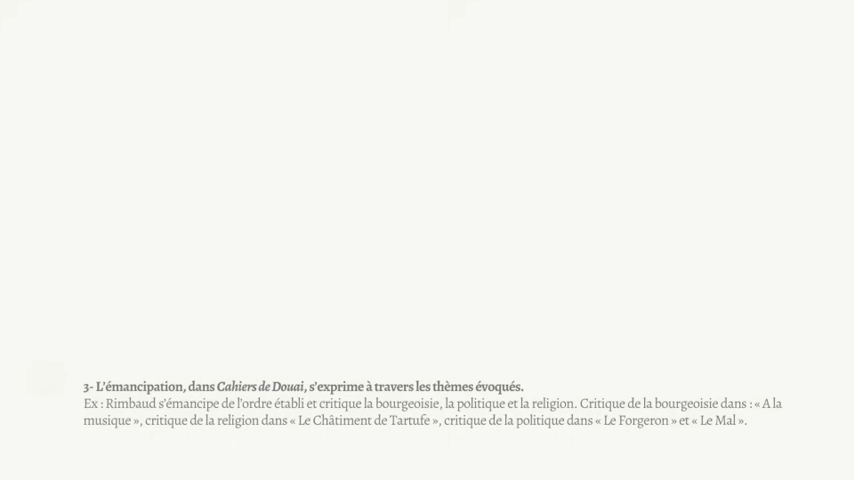 3- L'émancipation, dans Cahiers de Douai, s'exprime à travers les thèmes évoqués.
Ex : Rimbaud s'émancipe de l'ordre établi et critique la bourgeoisie, la politique et la religion. Critique de la bourgeoisie dans : « A la
musique », critique de la religion dans « Le Châtiment de Tartufe », critique de la politique dans « Le Forgeron » et « Le Mal ».